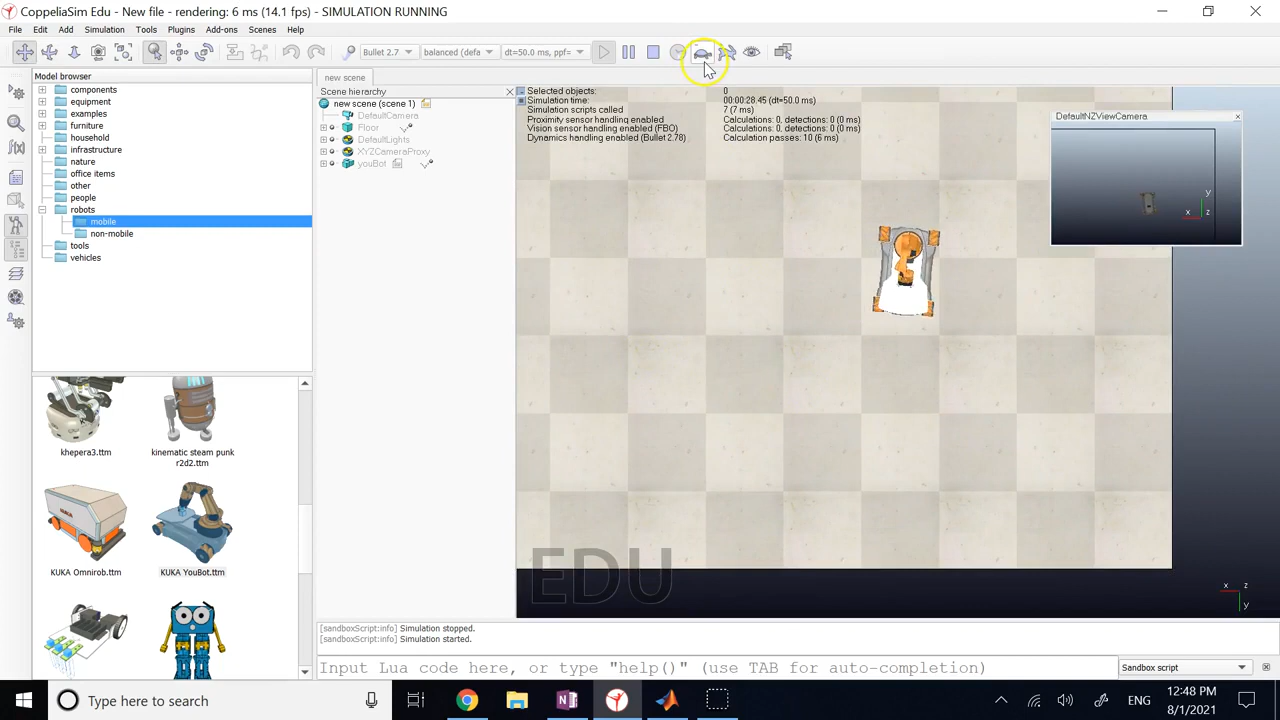 CoppeliaSim Edu - New file - rendering: 6 ms (14.1 fps) - SIMULATION RUNNING
File Edit Add Simulation Tools Plugins Add-ons Scenes Help
Bullet 2.7 balanced (defa dt=50.0 ms, ppf=
Model browser
components
equipment
examples
furniture
household
infrastructure
nature
office items
other
people
robots
mobile
non-mobile
tools
vehicles
khepera3.ttm
kinematic steam punk
r2d2.ttm
KUKA Omnirob.ttm
KUKA YouBot.ttm
new scene
Scene hierarchy
new scene (scene 1)
DefaultCamera
Floor
DefaultLights
XYZCameraProxy
youBot
Selected objects: 0
Simulation time: 00:00:28.45 (dt=50.0 ms)
Simulation scripts called 7 (7 ms)
Proximity sensor handling enabled Calculations: 0, detections: 0 (0 ms)
Vision sensor handling enabled (FBO) Calculations: 0, detections: 0 (0 ms)
Dynamics handling enabled (Bullet 2.78) Calculation passes: 10 (6 ms)
DefaultNZViewCamera
y
x z
EDU
x z
y
[sandboxScript:info] Simulation stopped.
[sandboxScript:info] Simulation started.
Input Lua code here, or type "help()" (use TAB for auto-completion)
Sandbox script
Type here to search
ENG
12:48 PM
8/1/2021